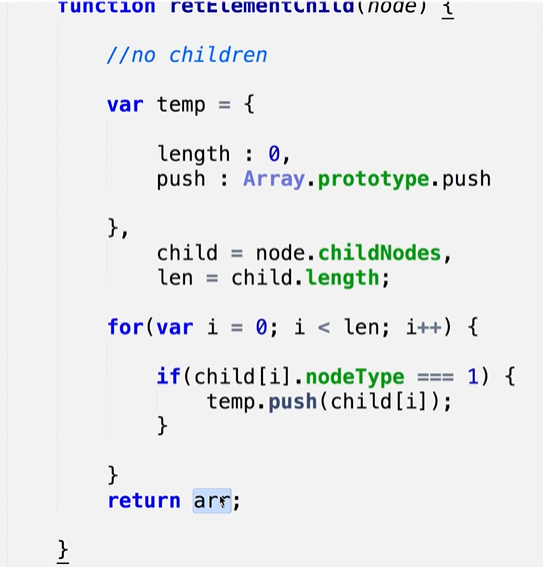 function retElementChild(node) {
//no children
var temp = {
length : 0,
push : Array.prototype.push
},
child = node.childNodes,
len = child.length;
for(var i = 0; i < len; i++) {
if(child[i].nodeType === 1) {
temp.push(child[i]);
}
}
return arr;
}